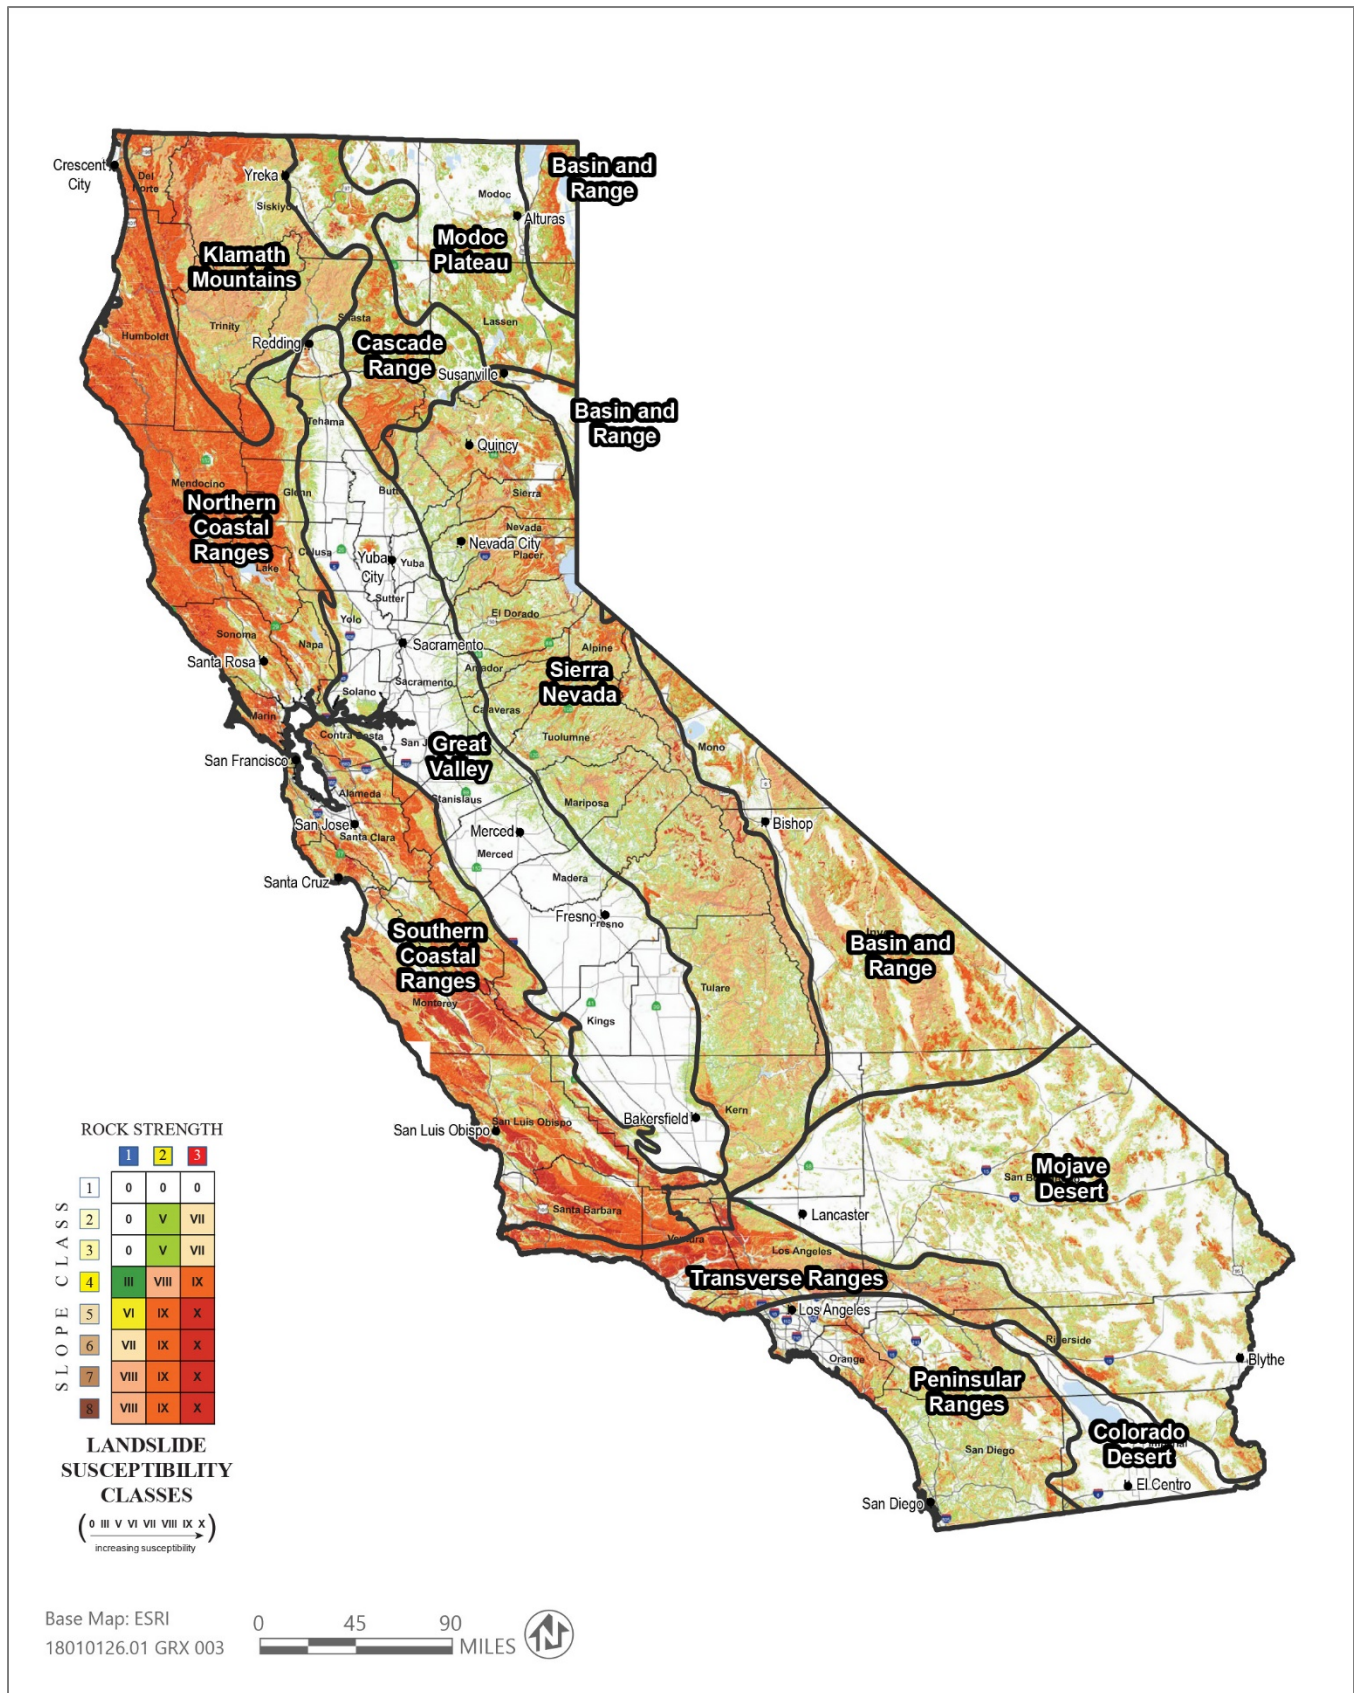 Crescent
City
Del
Norte
Yreka
Siskiyou
Modoc
Alturas
Basin and
Range
Klamath
Mountains
Modoc
Plateau
Humboldt
Trinity
Shasta
Redding
Lassen
Cascade
Range
Susanville
Basin and
Range
Tehama
Quincy
Mendocino
Glenn
Butte
Sierra
Northern
Coastal
Ranges
Nevada
Nevada City
Placer
Colusa
Yuba
City
Yuba
Lake
Sutter
Yolo
El Dorado
Sonoma
Napa
Sacramento
Alpine
Santa Rosa
Amador
Sierra
Nevada
Solano
Sacramento
Calaveras
Marin
Contra Costa
San J
Great
Valley
Tuolumne
Mono
San Francisco
Alameda
Stanislaus
Mariposa
San Jose
Santa Clara
Merced
Merced
Bishop
Santa Cruz
Madera
Fresno
Fresno
Southern
Coastal
Ranges
Basin and
Range
Monterey
Tulare
Kings
Kern
Bakersfield
San Luis Obispo
San Luis Obispo
Mojave
Desert
Santa Barbara
Lancaster
Ventura
Los Angeles
Transverse Ranges
Los Angeles
Riverside
Orange
Blythe
Peninsular
Ranges
Colorado
Desert
San Diego
El Centro
San Diego
ROCK STRENGTH
1 2 3
SLOPE CLASS
1 0 0 0
2 0 V VII
3 0 V VII
4 III VIII IX
5 VI IX X
6 VII IX X
7 VIII IX X
8 VIII IX X
LANDSLIDE
SUSCEPTIBILITY
CLASSES
( 0 III V VI VII VIII IX X )
increasing susceptibility
Base Map: ESRI
18010126.01 GRX 003
0 45 90
MILES
N